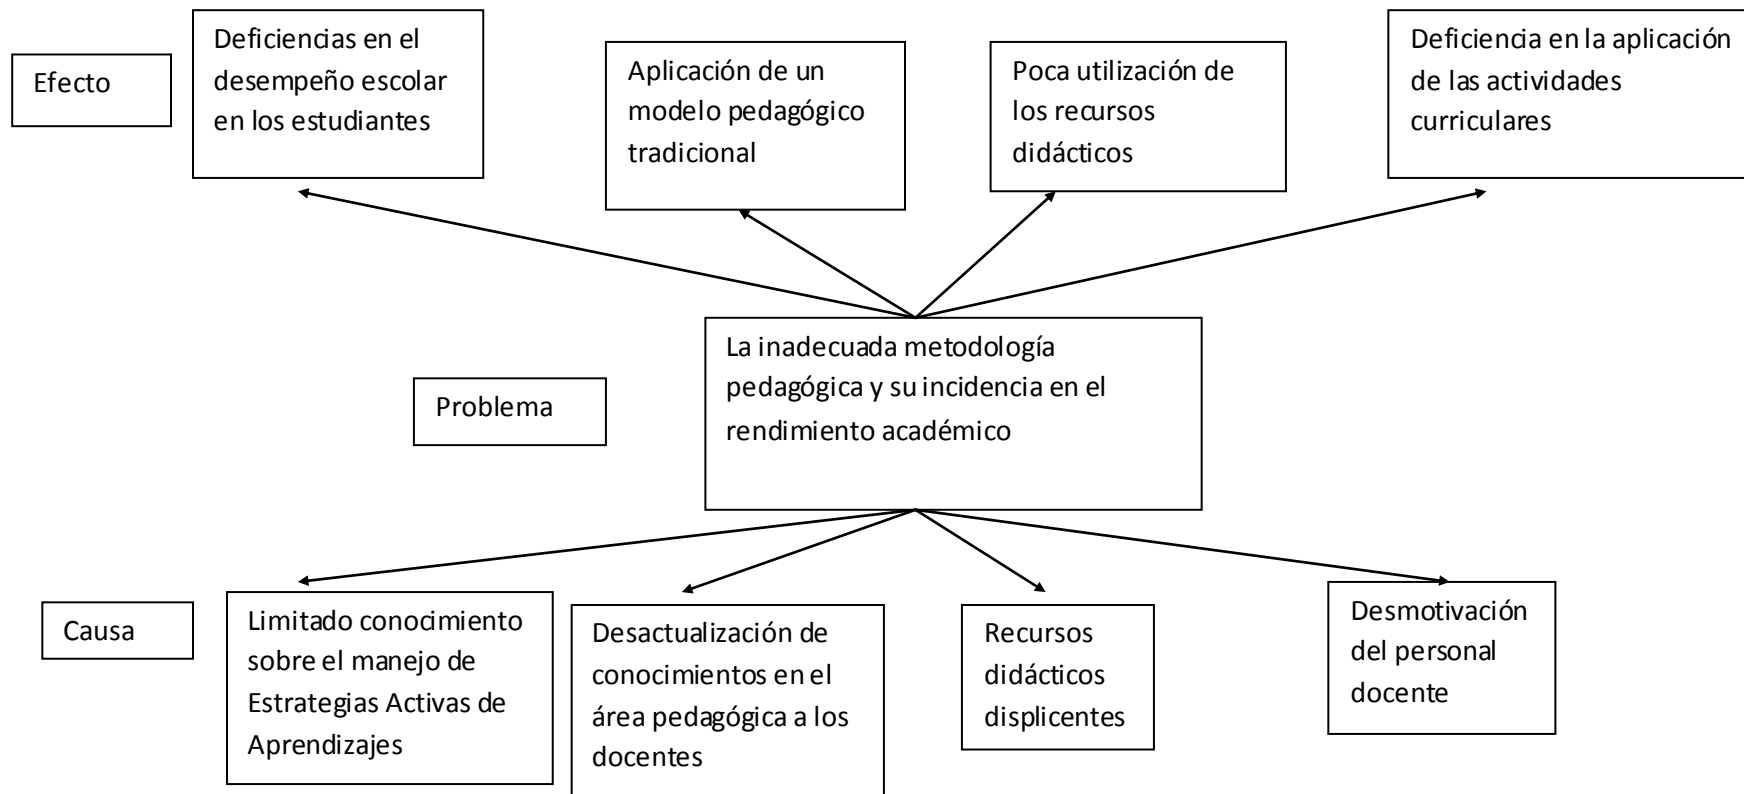 Efecto
Deficiencias en el
desempeño escolar
en los estudiantes
Aplicación de un
modelo pedagógico
tradicional
Poca utilización de
los recursos
didácticos
Deficiencia en la aplicación
de las actividades
curriculares
Problema
La inadecuada metodología
pedagógica y su incidencia en el
rendimiento académico
Causa
Limitado conocimiento
sobre el manejo de
Estrategias Activas de
Aprendizajes
Desactualización de
conocimientos en el
área pedagógica a los
docentes
Recursos
didácticos
displicentes
Desmotivación
del personal
docente